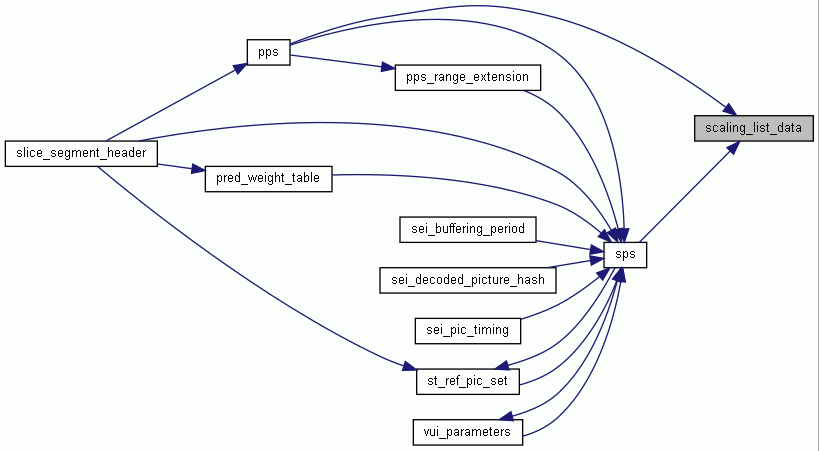 pps
pps_range_extension
scaling_list_data
slice_segment_header
pred_weight_table
sei_buffering_period
sps
sei_decoded_picture_hash
sei_pic_timing
st_ref_pic_set
vui_parameters